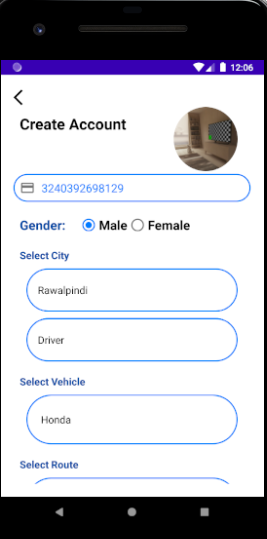 12:06
Create Account
3240392698129
Gender: Male Female
Select City
Rawalpindi
Driver
Select Vehicle
Honda
Select Route